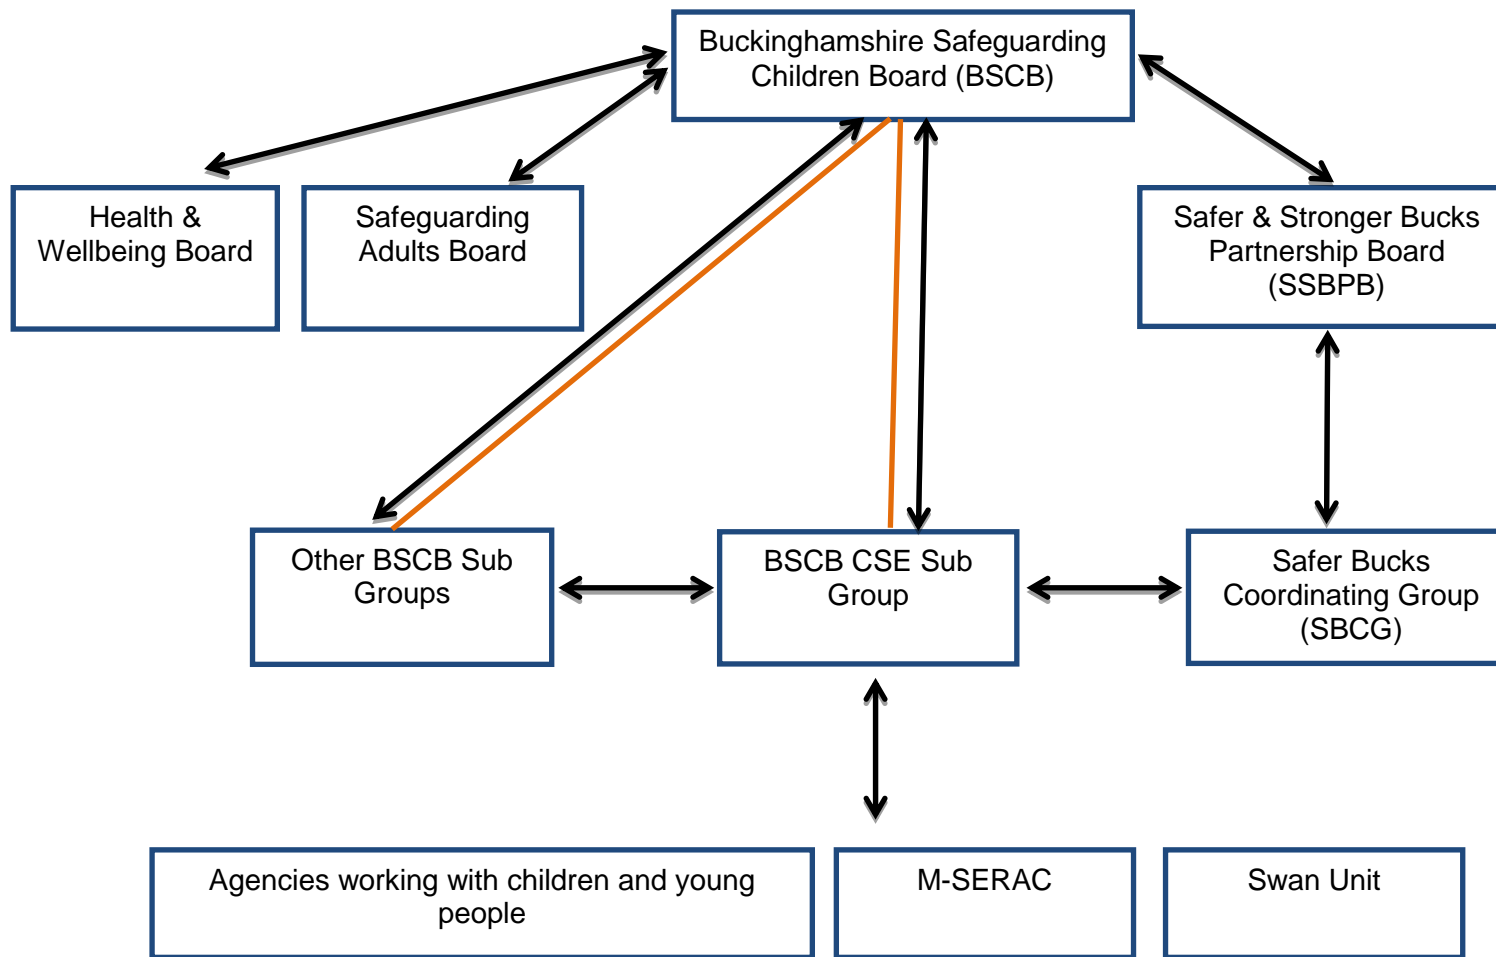 Buckinghamshire Safeguarding
Children Board (BSCB)
Health &
Wellbeing Board
Safeguarding
Adults Board
Safer & Stronger Bucks
Partnership Board
(SSBPB)
Other BSCB Sub
Groups
BSCB CSE Sub
Group
Safer Bucks
Coordinating Group
(SBCG)
Agencies working with children and young
people
M-SERAC
Swan Unit